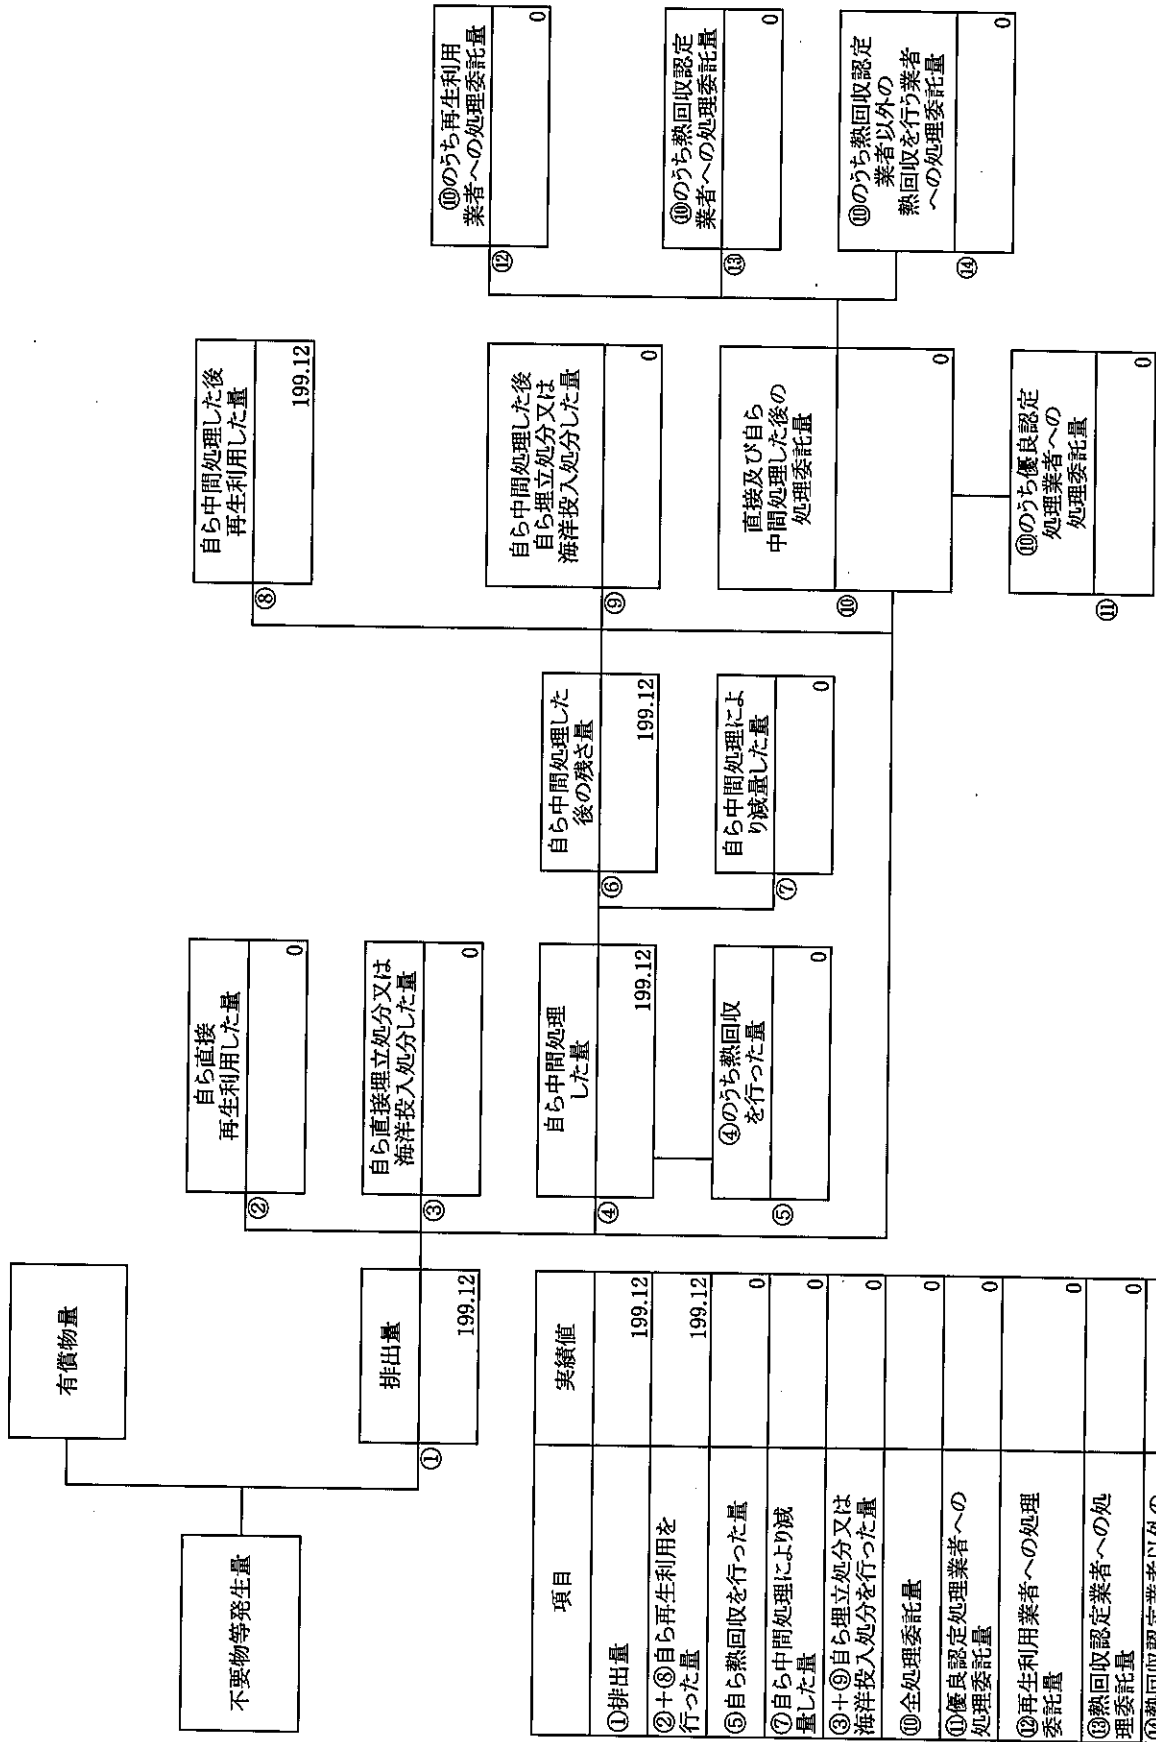 不要物等発生量
有償物量
排出量
① 199.12
自ら直接
再生利用した量
② 0
自ら直接埋立処分又は
海洋投入処分した量
③ 0
自ら中間処理
した量
④ 199.12
④のうち熱回収
を行った量
⑤ 0
自ら中間処理した
後の残さ量
⑥ 199.12
自ら中間処理によ
り減量した量
⑦ 0
自ら中間処理した後
再生利用した量
⑧ 199.12
自ら中間処理した後
自ら埋立処分又は
海洋投入処分した量
⑨ 0
直接及び自ら
中間処理した後の
処理委託量
⑩ 0
⑩のうち優良認定
処理業者への
処理委託量
⑪ 0
⑩のうち再生利用
業者への処理委託量
⑫ 0
⑩のうち熱回収認定
業者への処理委託量
⑬ 0
⑩のうち熱回収認定
業者以外の
熱回収を行う業者
への処理委託量
⑭ 0
項目 実績値
①排出量 199.12
②+⑧自ら再生利用を
行った量 199.12
⑤自ら熱回収を行った量 0
⑦自ら中間処理により減
量した量 0
③+⑨自ら埋立処分又は
海洋投入処分を行った量 0
⑩全処理委託量 0
⑪優良認定処理業者への
処理委託量 0
⑫再生利用業者への処理
委託量 0
⑬熱回収認定業者への処
理委託量 0
⑭熱回収認定業者以外の